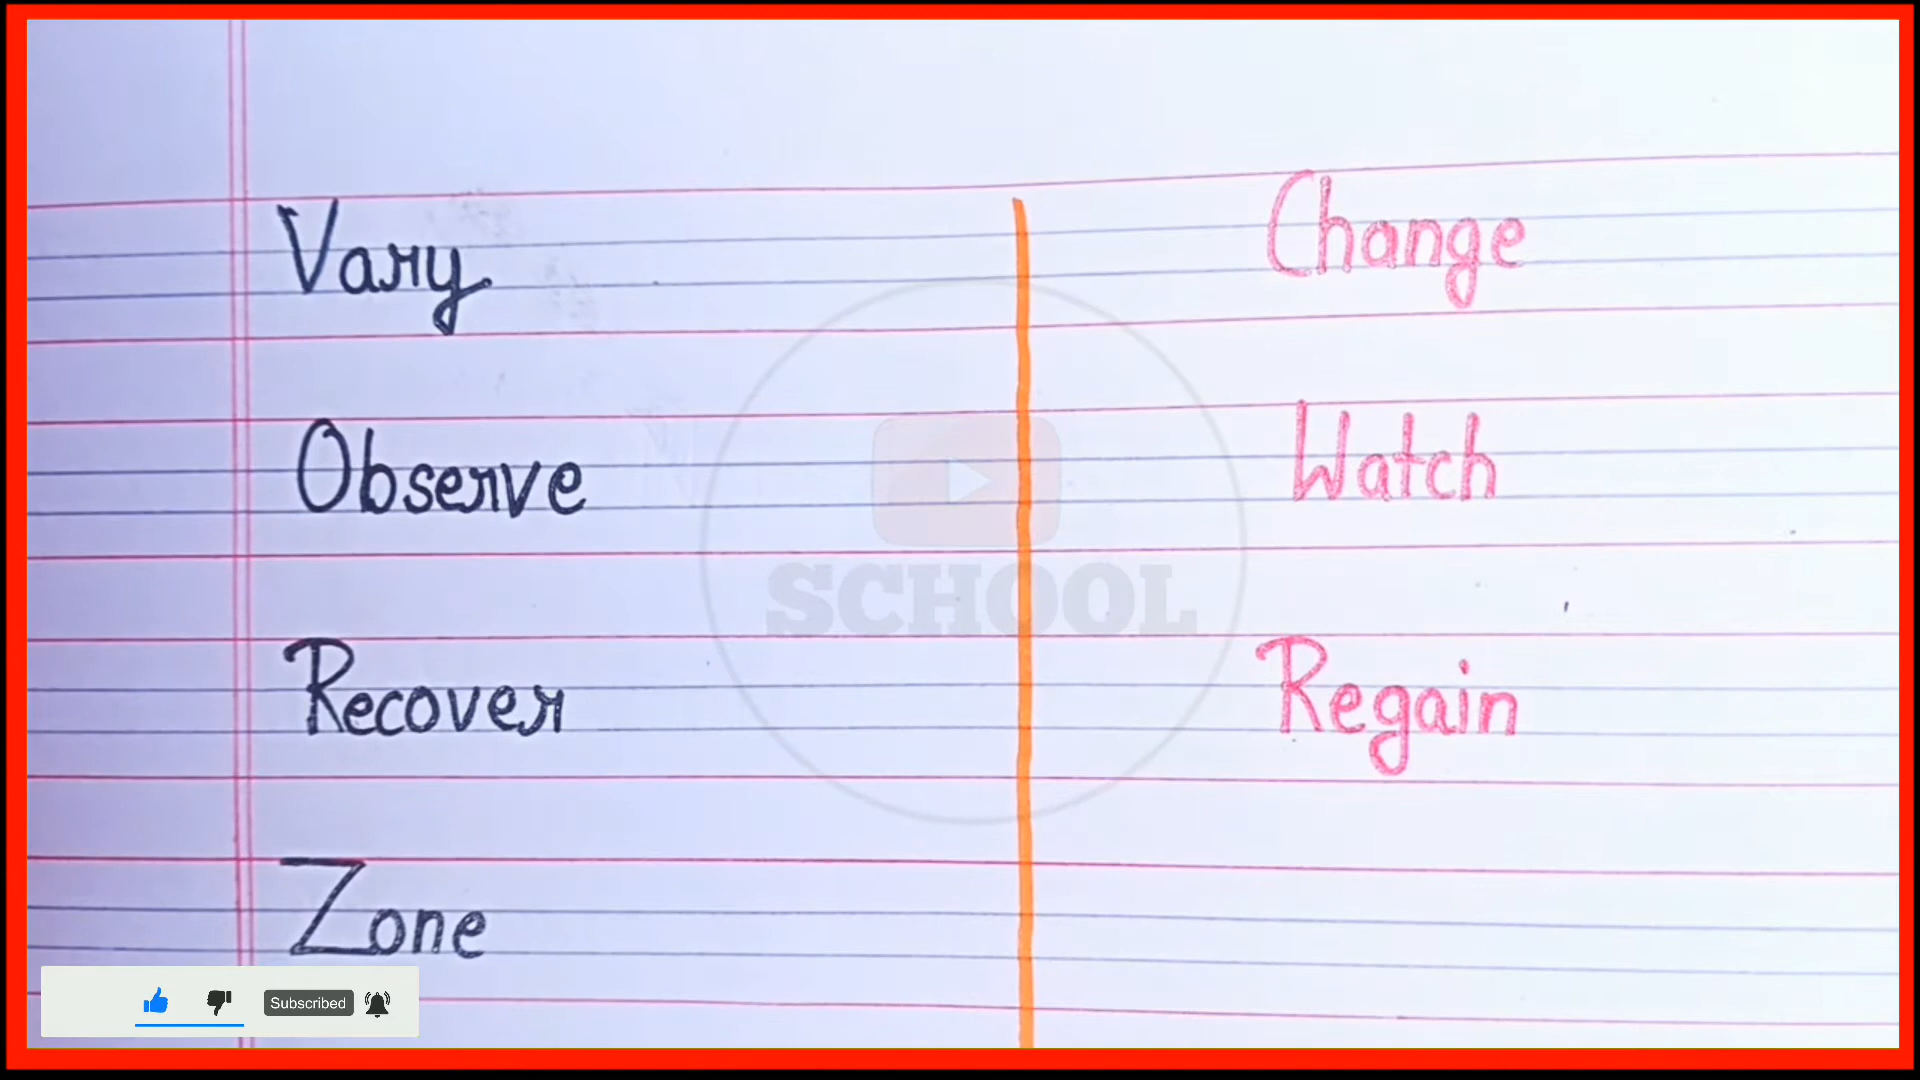 Vary Change
Observe Watch
SCHOOL
Recover Regain
Zone
Subscribed